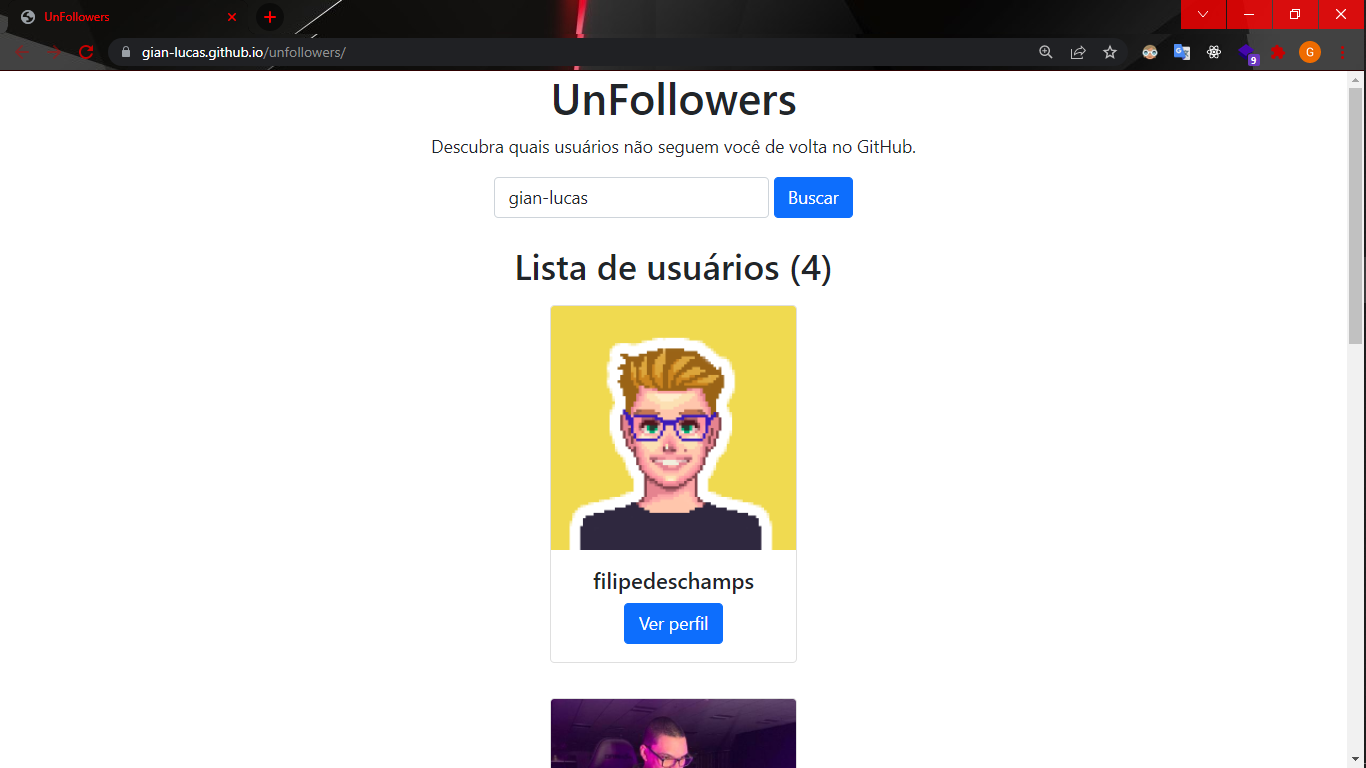 UnFollowers
gian-lucas.github.io/unfollowers/
G
9
UnFollowers
Descubra quais usuários não seguem você de volta no GitHub.
gian-lucas
Buscar
Lista de usuários (4)
filipedeschamps
Ver perfil